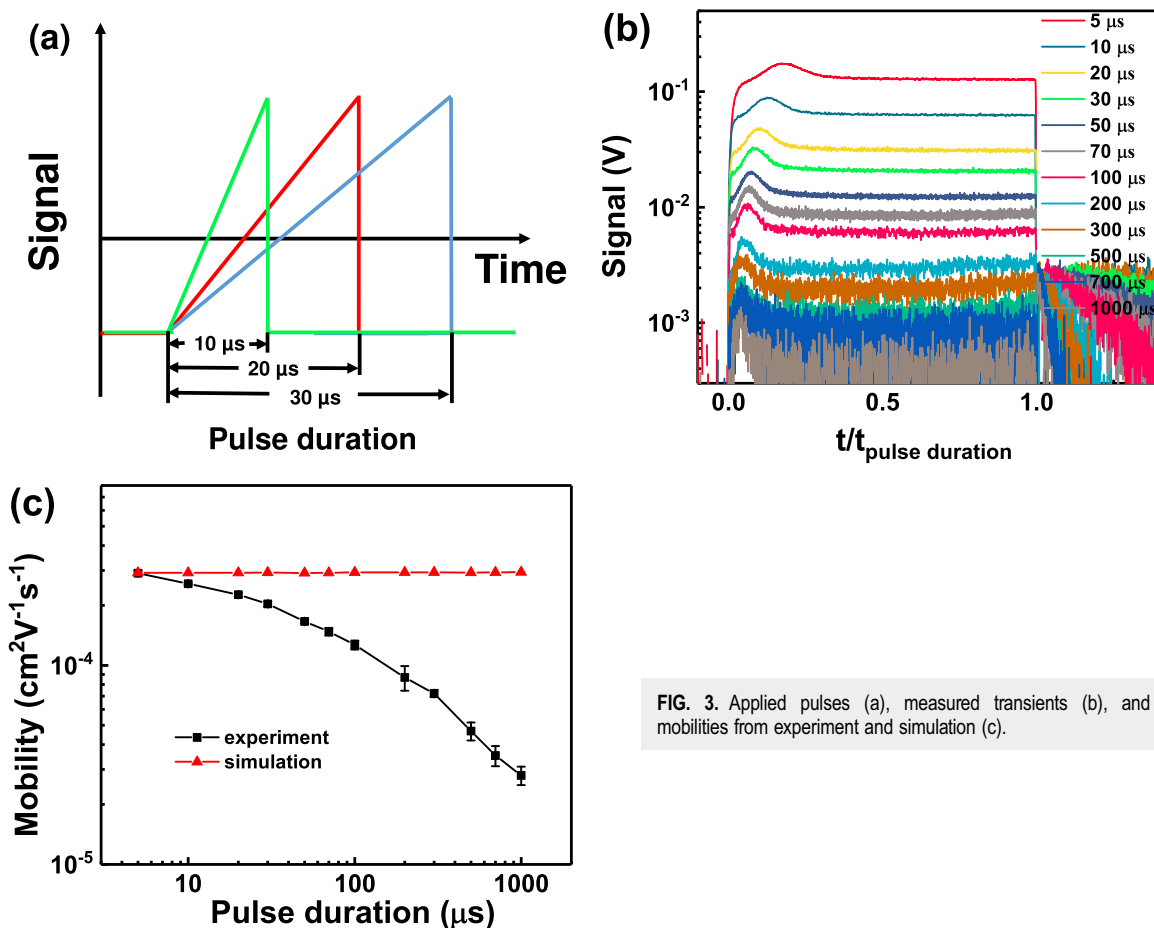 (a)
Signal
Time
10 µs
20 µs
30 µs
Pulse duration
(b)
Signal (V)
10⁻¹
10⁻²
10⁻³
0.0 0.5 1.0
t/t_pulse duration
5 µs
10 µs
20 µs
30 µs
50 µs
70 µs
100 µs
200 µs
300 µs
500 µs
700 µs
1000 µs
(c)
Mobility (cm²V⁻¹s⁻¹)
10⁻⁴
10⁻⁵
experiment
simulation
10 100 1000
Pulse duration (µs)
FIG. 3. Applied pulses (a), measured transients (b), and
mobilities from experiment and simulation (c).